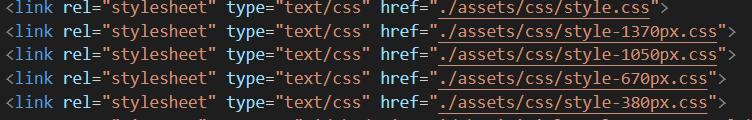 <link rel="stylesheet" type="text/css" href="./assets/css/style.css">
<link rel="stylesheet" type="text/css" href="./assets/css/style-1370px.css">
<link rel="stylesheet" type="text/css" href="./assets/css/style-1050px.css">
<link rel="stylesheet" type="text/css" href="./assets/css/style-670px.css">
<link rel="stylesheet" type="text/css" href="./assets/css/style-380px.css">